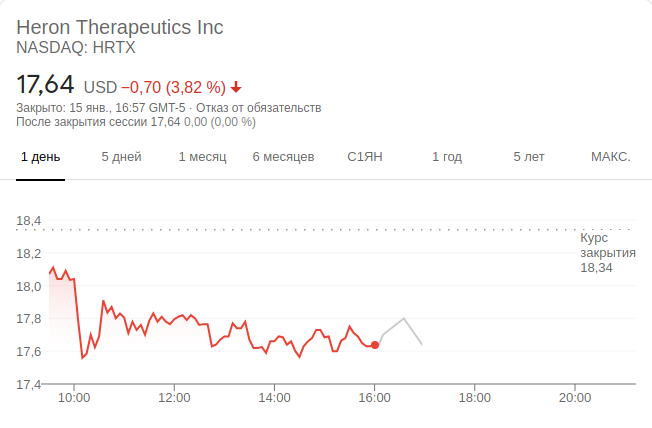 Heron Therapeutics Inc
NASDAQ: HRTX
17,64 USD −0,70 (3,82 %)
Закрыто: 15 янв., 16:57 GMT-5 · Отказ от обязательств
После закрытия сессии 17,64 0,00 (0,00 %)
1 день 5 дней 1 месяц 6 месяцев С1ЯН 1 год 5 лет МАКС.
18,4
Курс
закрытия
18,34
18,2
18,0
17,8
17,6
17,4
10:00 12:00 14:00 16:00 18:00 20:00